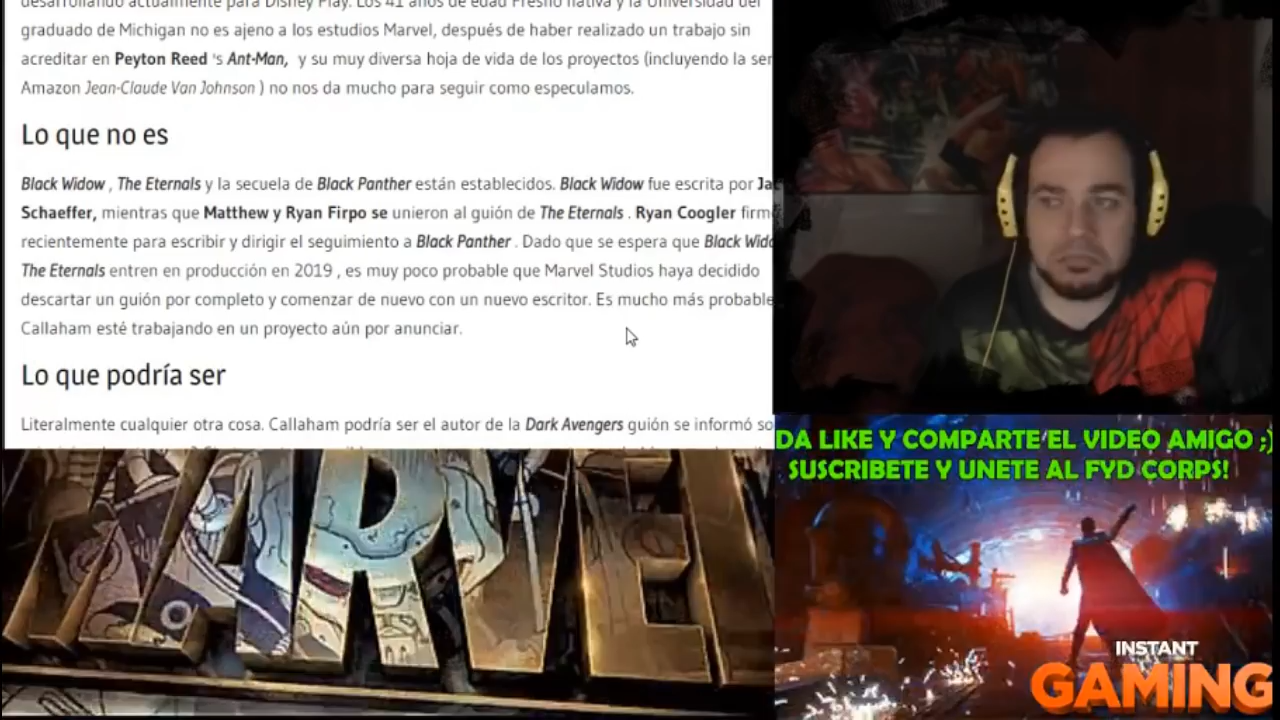 desarrollando actualmente para Disney Play. Los 41 años de edad Fresno nativa y la Universidad del
graduado de Michigan no es ajeno a los estudios Marvel, después de haber realizado un trabajo sin
acreditar en Peyton Reed 's Ant-Man, y su muy diversa hoja de vida de los proyectos (incluyendo la ser
Amazon Jean-Claude Van Johnson ) no nos da mucho para seguir como especulamos.
Lo que no es
Black Widow , The Eternals y la secuela de Black Panther están establecidos. Black Widow fue escrita por Jac
Schaeffer, mientras que Matthew y Ryan Firpo se unieron al guión de The Eternals . Ryan Coogler firmó
recientemente para escribir y dirigir el seguimiento a Black Panther . Dado que se espera que Black Wido
The Eternals entren en producción en 2019 , es muy poco probable que Marvel Studios haya decidido
descartar un guión por completo y comenzar de nuevo con un nuevo escritor. Es mucho más probable
Callaham esté trabajando en un proyecto aún por anunciar.
Lo que podría ser
Literalmente cualquier otra cosa. Callaham podría ser el autor de la Dark Avengers guión se informó so
MARVEL
DA LIKE Y COMPARTE EL VIDEO AMIGO ;)
SUSCRIBETE Y UNETE AL FYD CORPS!
INSTANT
GAMING